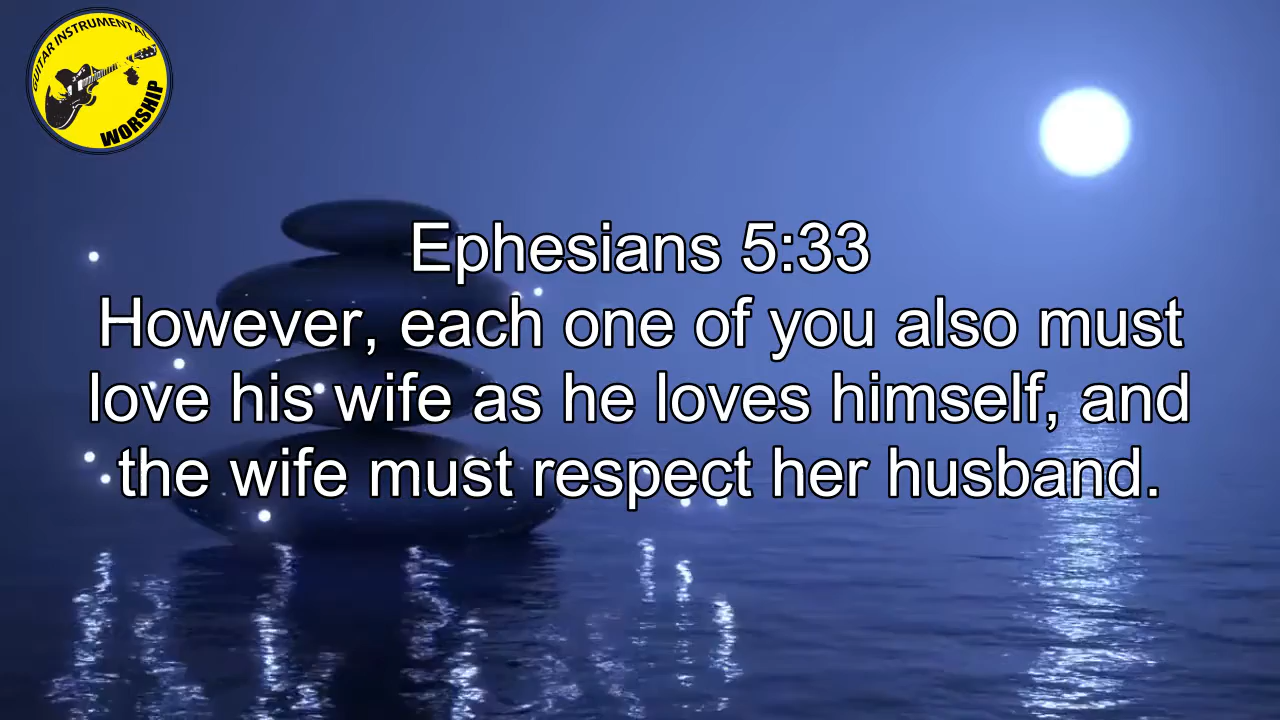 GUITAR INSTRUMENTAL
WORSHIP
Ephesians 5:33
However, each one of you also must
love his wife as he loves himself, and
the wife must respect her husband.